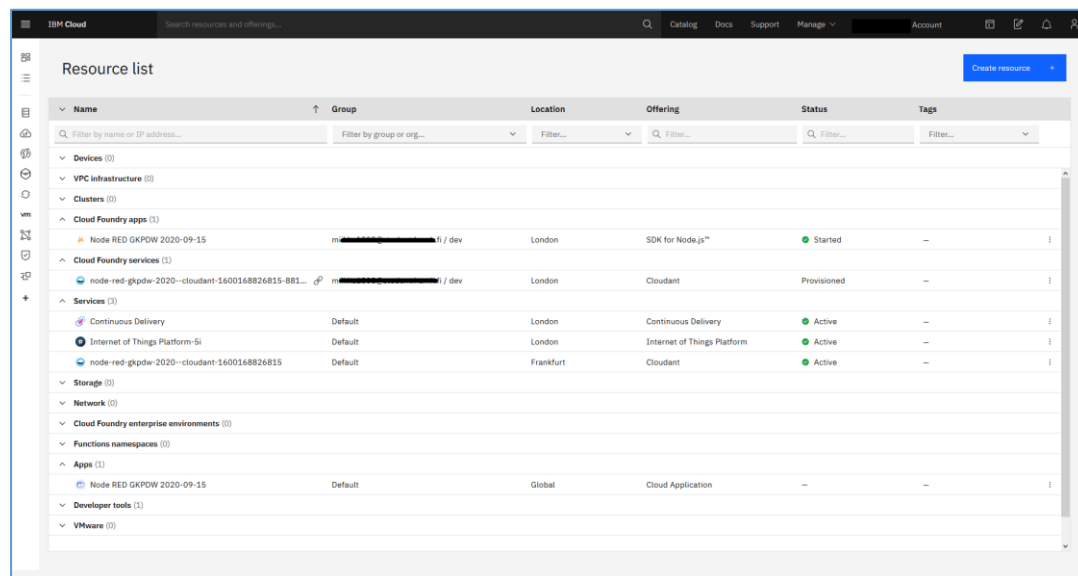 IBM Cloud Search resources and offerings... Catalog Docs Support Manage Account
Resource list
Create resource +
Name Group Location Offering Status Tags
Filter by name or IP address... Filter by group or org... Filter... Filter... Filter... Filter...
Devices (0)
VPC infrastructure (0)
Clusters (0)
Cloud Foundry apps (1)
Node RED GKPDW 2020-09-15 .fi / dev London SDK for Node.js™ Started –
Cloud Foundry services (1)
node-red-gkpdw-2020--cloudant-1600168826815-881... / dev London Cloudant Provisioned –
Services (3)
Continuous Delivery Default London Continuous Delivery Active –
Internet of Things Platform-5i Default London Internet of Things Platform Active –
node-red-gkpdw-2020--cloudant-1600168826815 Default Frankfurt Cloudant Active –
Storage (0)
Network (0)
Cloud Foundry enterprise environments (0)
Functions namespaces (0)
Apps (1)
Node RED GKPDW 2020-09-15 Default Global Cloud Application – –
Developer tools (1)
VMware (0)
vm